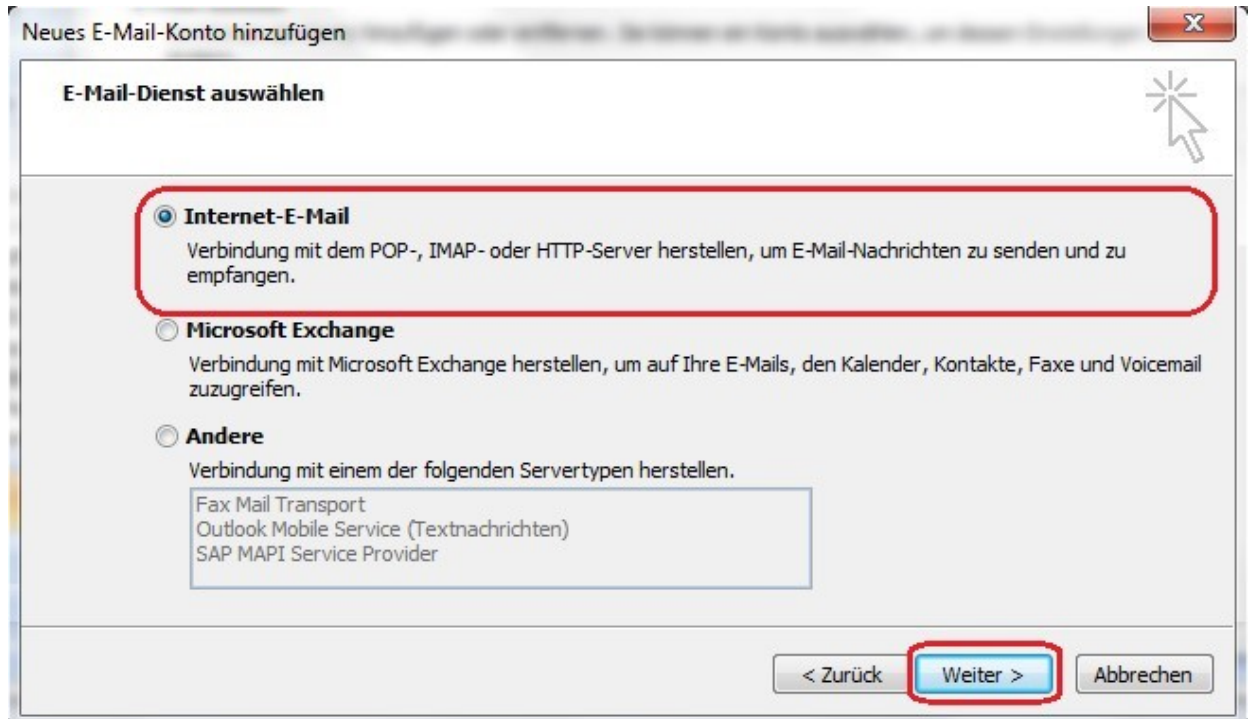 Neues E-Mail-Konto hinzufügen
E-Mail-Dienst auswählen
Internet-E-Mail
Verbindung mit dem POP-, IMAP- oder HTTP-Server herstellen, um E-Mail-Nachrichten zu senden und zu
empfangen.
Microsoft Exchange
Verbindung mit Microsoft Exchange herstellen, um auf Ihre E-Mails, den Kalender, Kontakte, Faxe und Voicemail
zuzugreifen.
Andere
Verbindung mit einem der folgenden Servertypen herstellen.
Fax Mail Transport
Outlook Mobile Service (Textnachrichten)
SAP MAPI Service Provider
< Zurück Weiter > Abbrechen